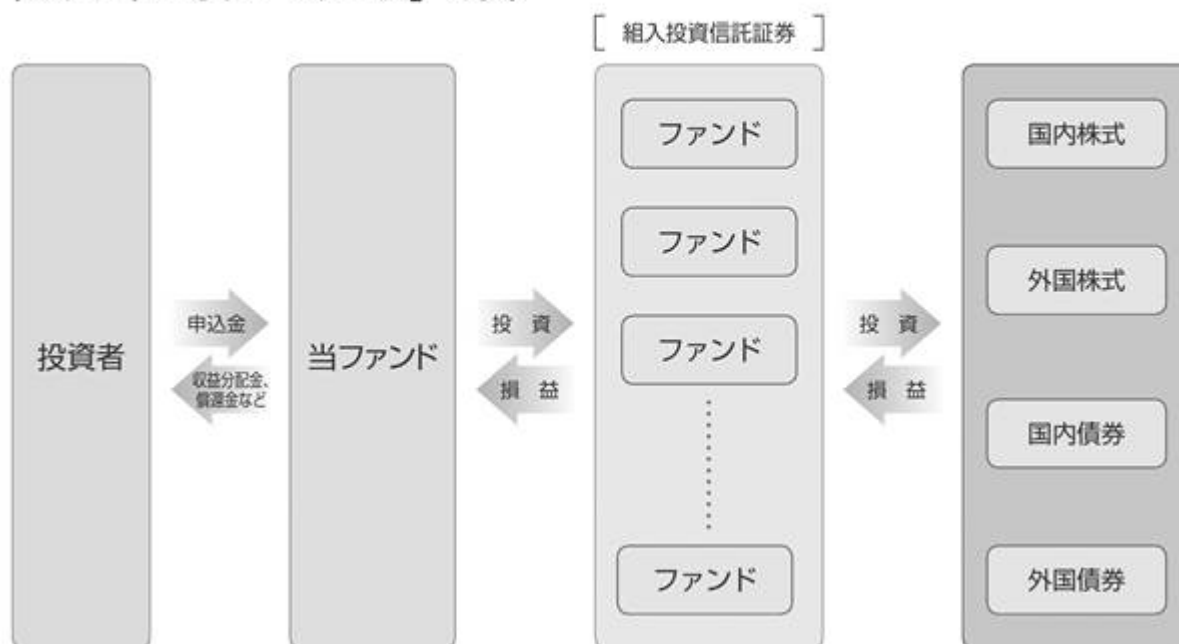 [ 組入投資信託証券 ]
投資者
申込金
収益分配金、
償還金など
当ファンド
投 資
損 益
ファンド
ファンド
ファンド
ファンド
投 資
損 益
国内株式
外国株式
国内債券
外国債券